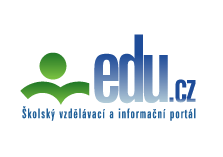 edu.cz
Školský vzdělávací a informační portál